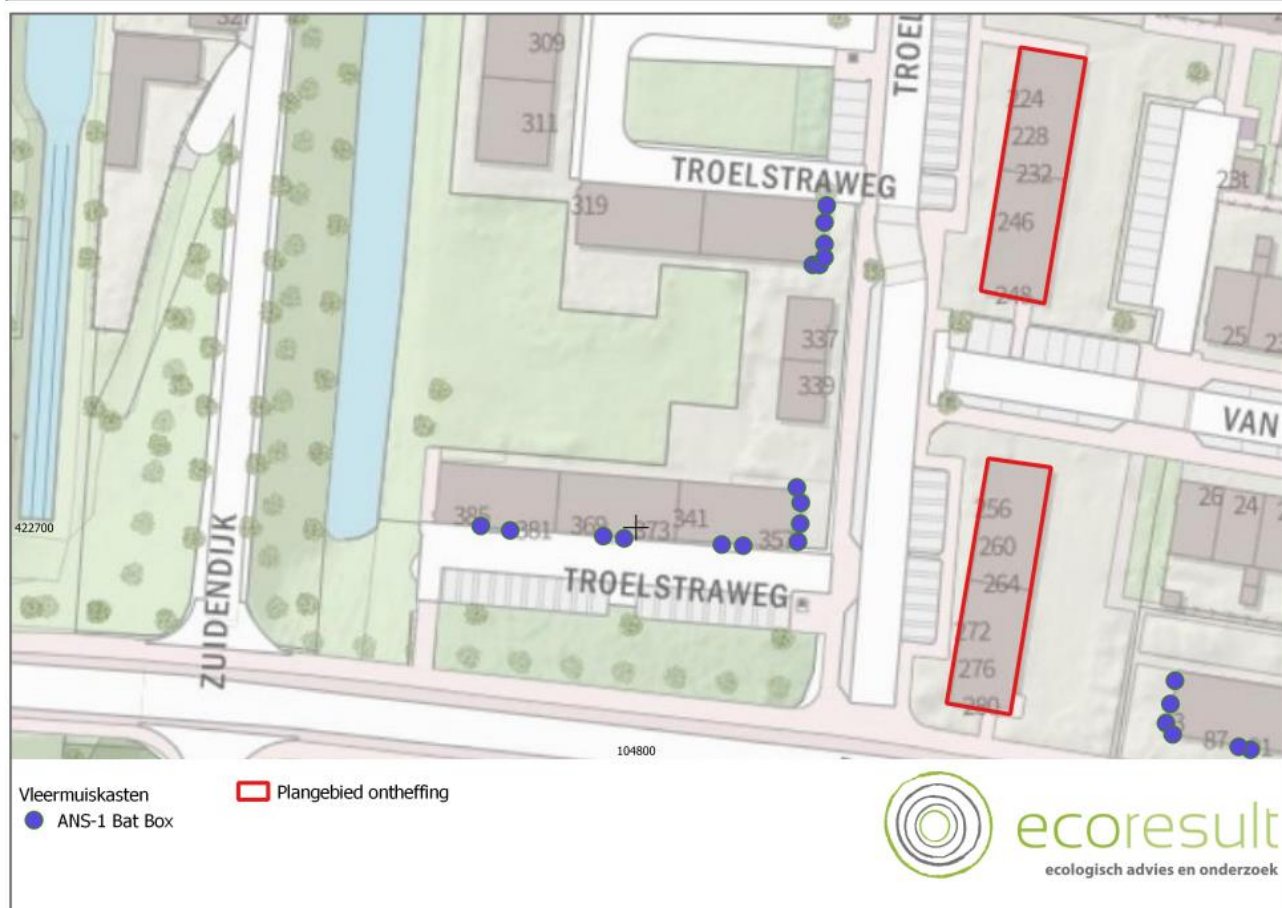 309
311
TROELSTRAWEG
319
337
339
224
228
232
246
248
23t
25
VAN
385
381
369
373
341
357
TROELSTRAWEG
ZUIDENDIJK
422700
104800
256
260
264
272
276
280
26
24
87
Vleermuiskasten
ANS-1 Bat Box
Plangebied ontheffing
ecoresult
ecologisch advies en onderzoek